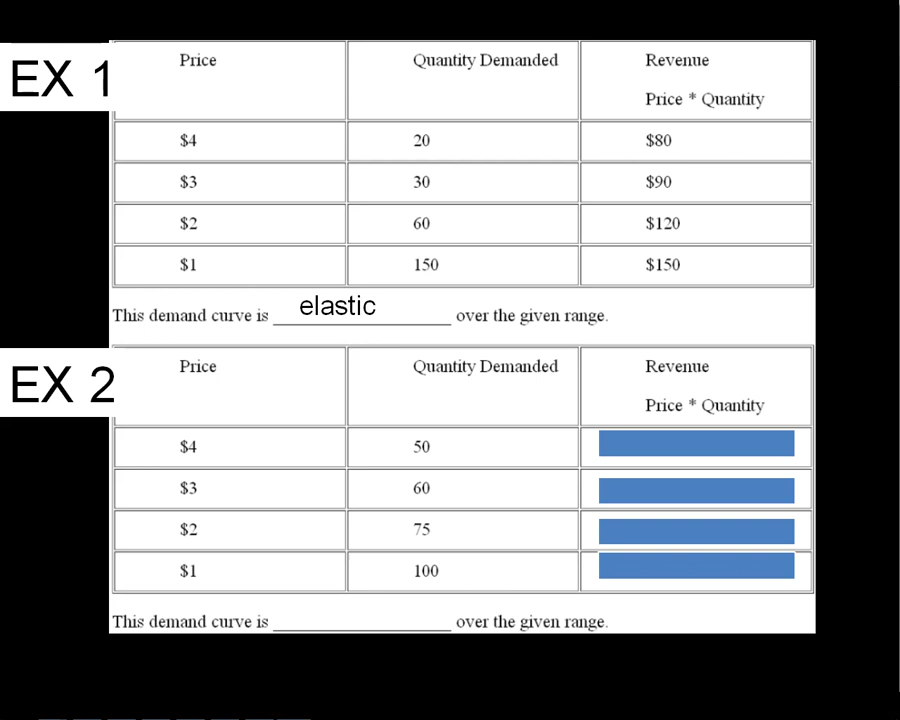 EX 1
Price Quantity Demanded Revenue
Price * Quantity
$4 20 $80
$3 30 $90
$2 60 $120
$1 150 $150
This demand curve is elastic over the given range.
EX 2
Price Quantity Demanded Revenue
Price * Quantity
$4 50
$3 60
$2 75
$1 100
This demand curve is ____________________ over the given range.